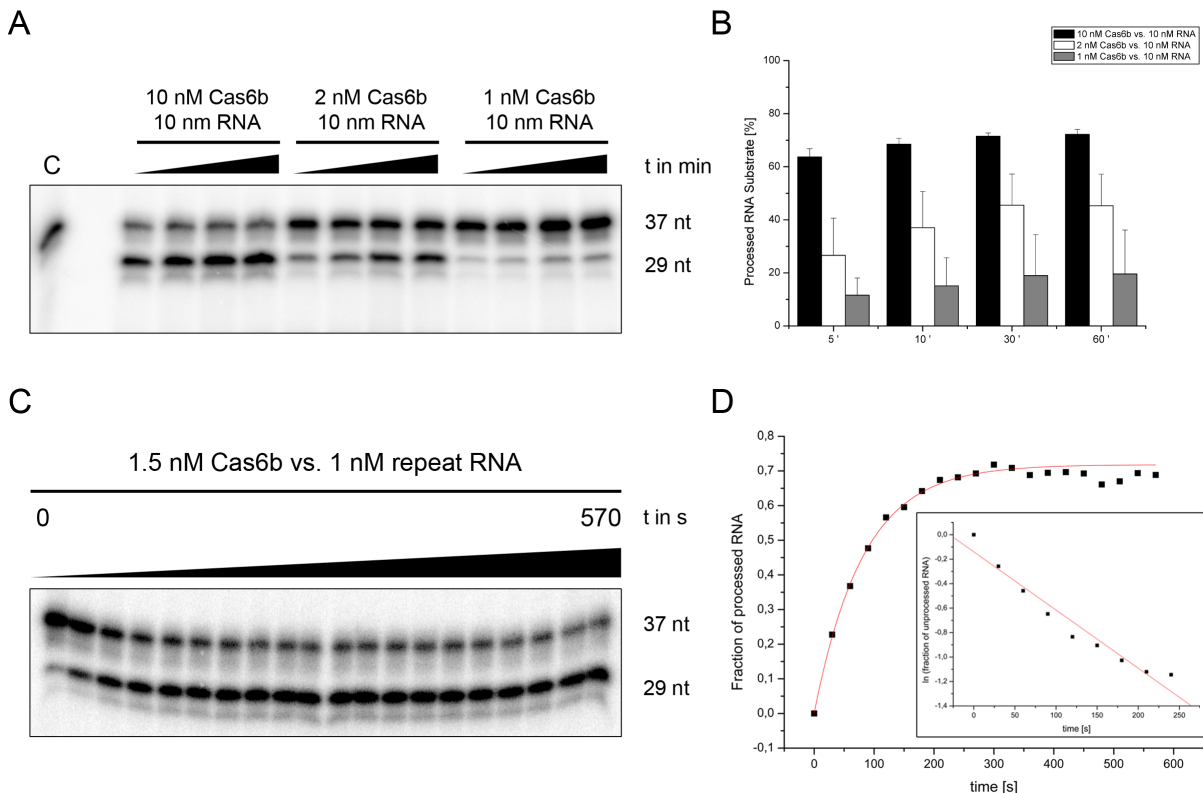 A
10 nM Cas6b
10 nm RNA
2 nM Cas6b
10 nm RNA
1 nM Cas6b
10 nm RNA
C
t in min
37 nt
29 nt
B
10 nM Cas6b vs. 10 nM RNA
2 nM Cas6b vs. 10 nM RNA
1 nM Cas6b vs. 10 nM RNA
Processed RNA Substrate [%]
100
80
60
40
20
0
5 '
10 '
30 '
60 '
C
1.5 nM Cas6b vs. 1 nM repeat RNA
0
570
t in s
37 nt
29 nt
D
Fraction of processed RNA
0,8
0,7
0,6
0,5
0,4
0,3
0,2
0,1
0,0
-0,1
0
100
200
300
400
500
600
time [s]
ln (fraction of unprocessed RNA)
0,0
-0,2
-0,4
-0,6
-0,8
-1,0
-1,2
-1,4
0
50
100
150
200
250
time [s]